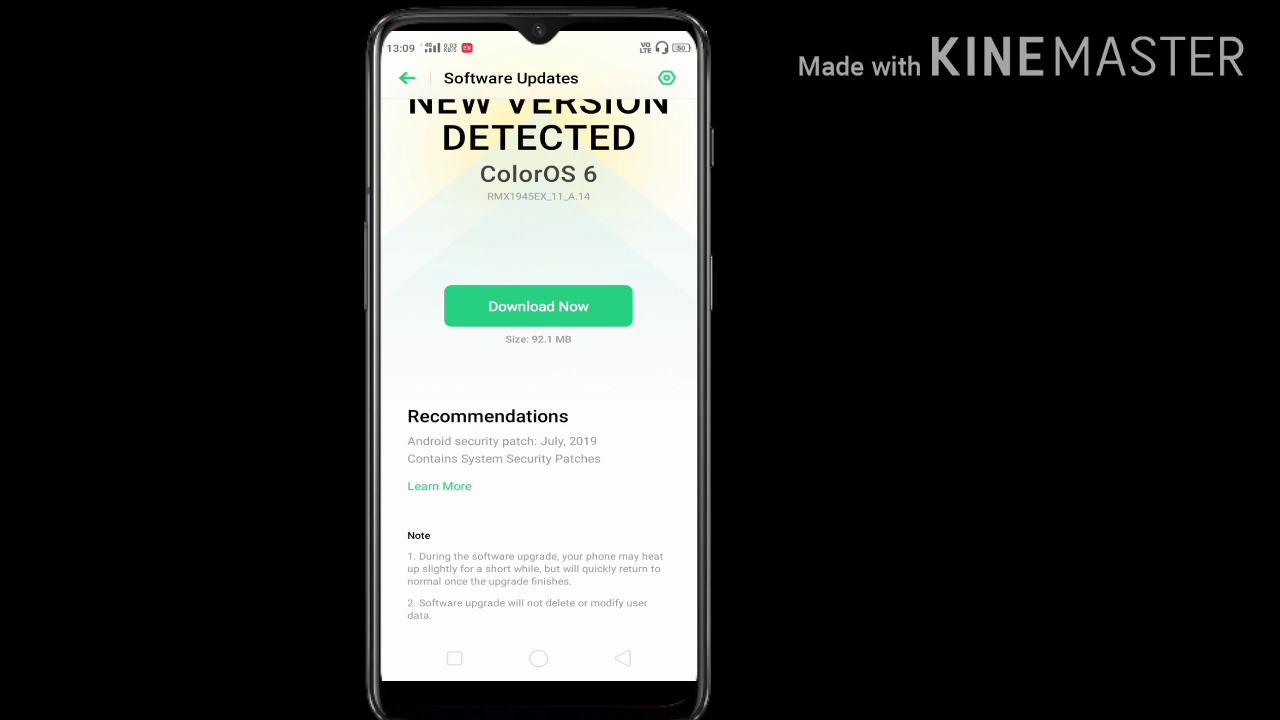 Made with KINEMASTER
13:09
VO
LTE
50
Software Updates
NEW VERSION
DETECTED
ColorOS 6
RMX1945EX_11_A.14
Download Now
Size: 92.1 MB
Recommendations
Android security patch: July, 2019
Contains System Security Patches
Learn More
Note
1. During the software upgrade, your phone may heat
up slightly for a short while, but will quickly return to
normal once the upgrade finishes.
2. Software upgrade will not delete or modify user
data.